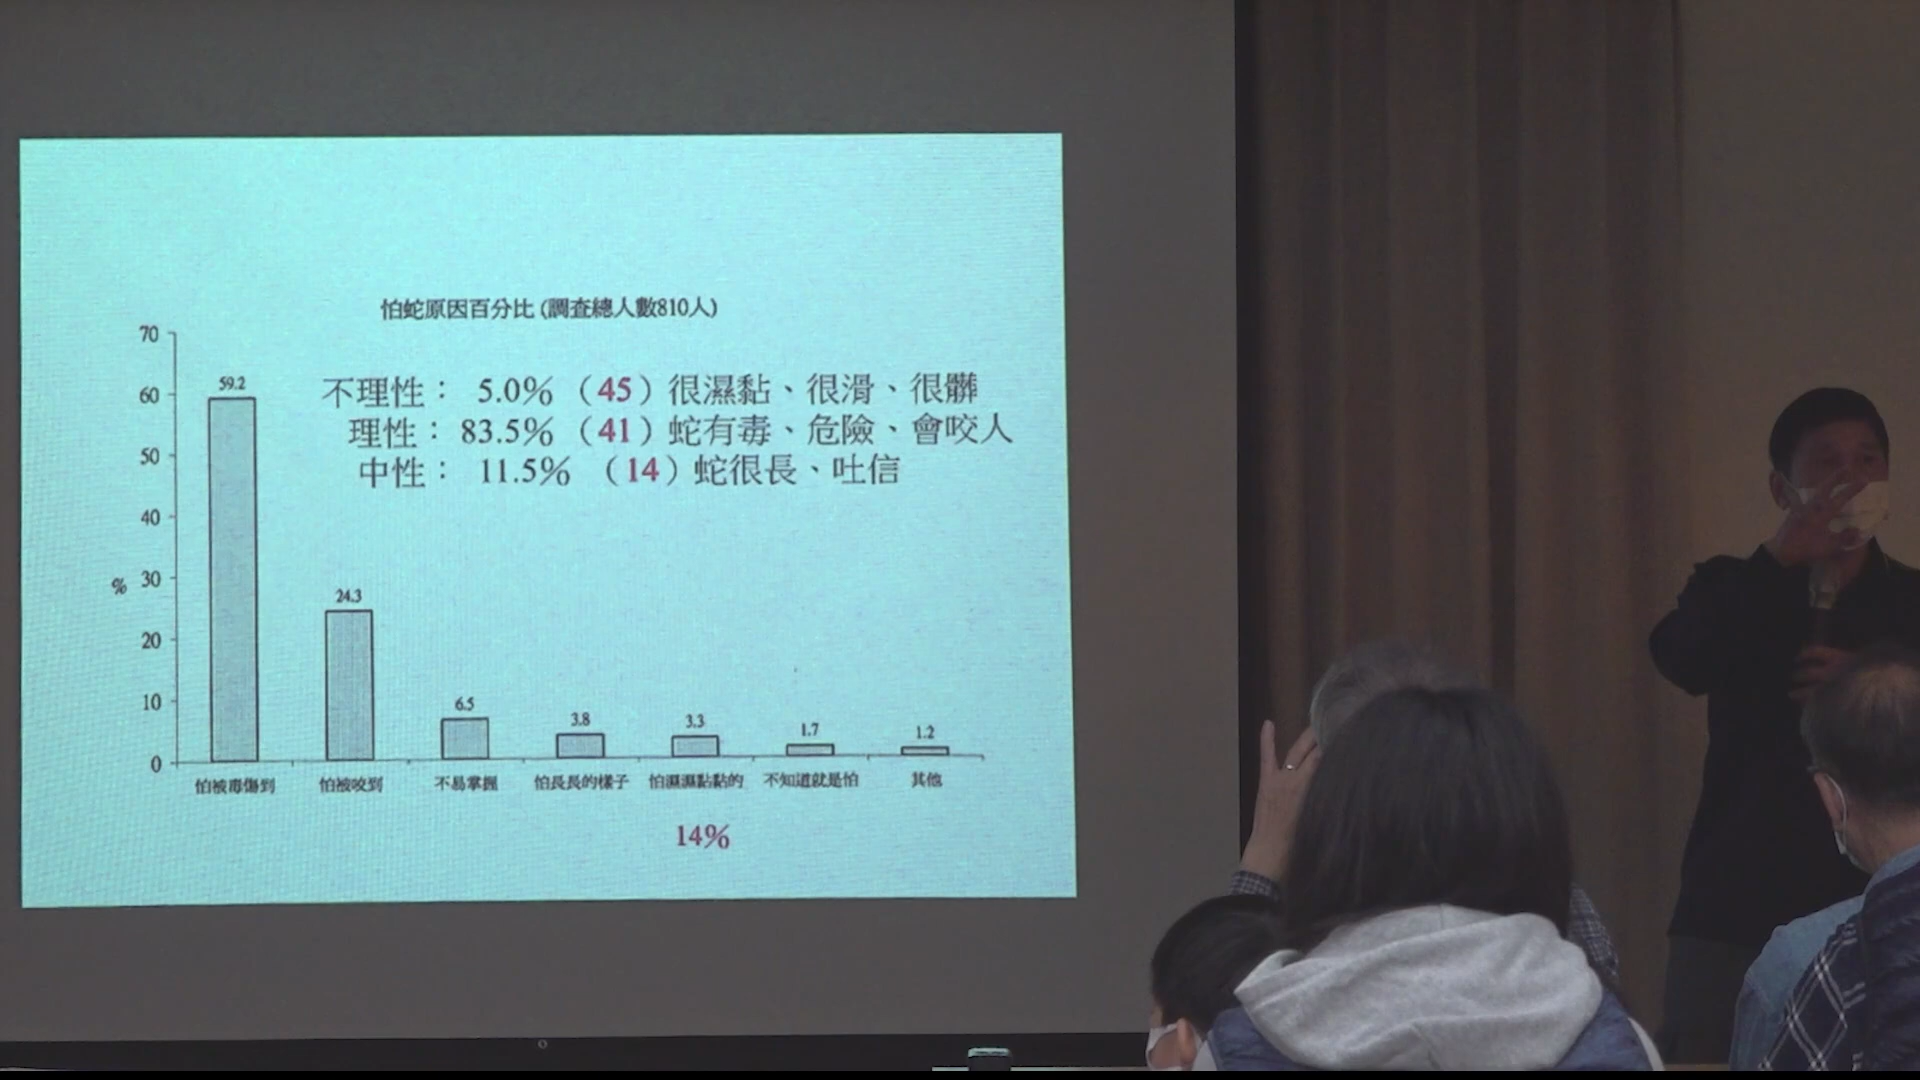 怕蛇原因百分比 (調查總人數810人)
不理性： 5.0% （45）很濕黏、很滑、很髒
理性：83.5% （41）蛇有毒、危險、會咬人
中性： 11.5% （14）蛇很長、吐信
70
60
50
40
30
20
10
0
%
59.2
24.3
6.5
3.8
3.3
1.7
1.2
怕被毒傷到
怕被咬到
不易掌握
怕長長的樣子
怕濕濕黏黏的
不知道就是怕
其他
14%